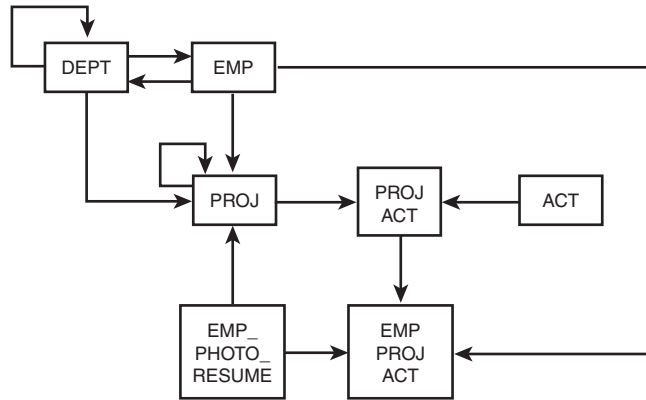 DEPT
EMP
PROJ
PROJ
ACT
ACT
EMP_
PHOTO_
RESUME
EMP
PROJ
ACT